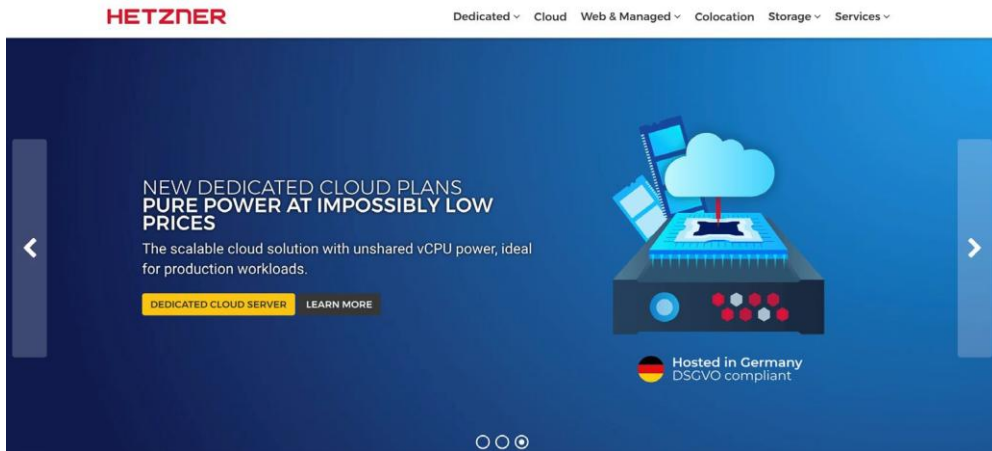 HETZNER
Dedicated Cloud Web & Managed Colocation Storage Services
NEW DEDICATED CLOUD PLANS
PURE POWER AT IMPOSSIBLY LOW
PRICES
The scalable cloud solution with unshared vCPU power, ideal
for production workloads.
DEDICATED CLOUD SERVER LEARN MORE
Hosted in Germany
DSGVO compliant